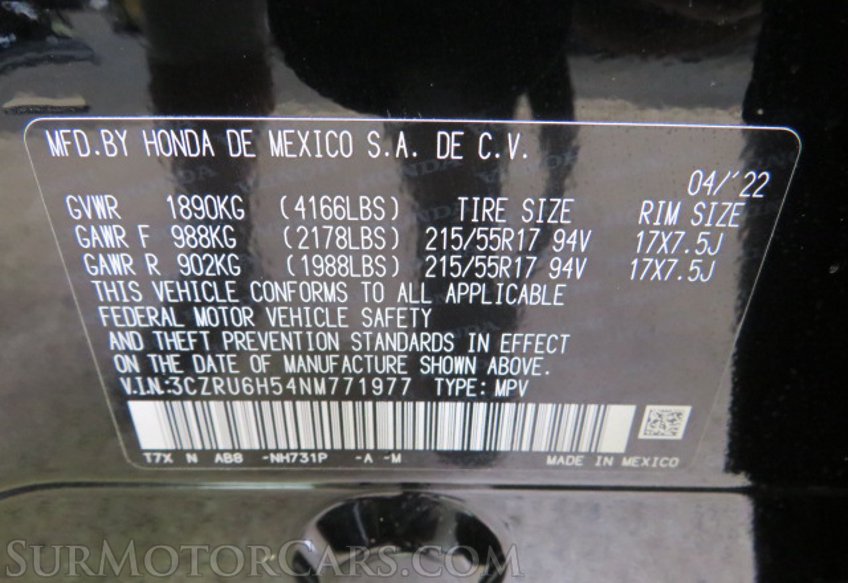 MFD.BY HONDA DE MEXICO S.A. DE C.V.
04/'22
GVWR 1890KG (4166LBS) TIRE SIZE RIM SIZE
GAWR F 988KG (2178LBS) 215/55R17 94V 17X7.5J
GAWR R 902KG (1988LBS) 215/55R17 94V 17X7.5J
THIS VEHICLE CONFORMS TO ALL APPLICABLE
FEDERAL MOTOR VEHICLE SAFETY
AND THEFT PREVENTION STANDARDS IN EFFECT
ON THE DATE OF MANUFACTURE SHOWN ABOVE.
V.I.N.:3CZRU6H54NM771977 TYPE: MPV
T7X N AB8 -NH731P -A -M MADE IN MEXICO
SURMOTORCARS.COM